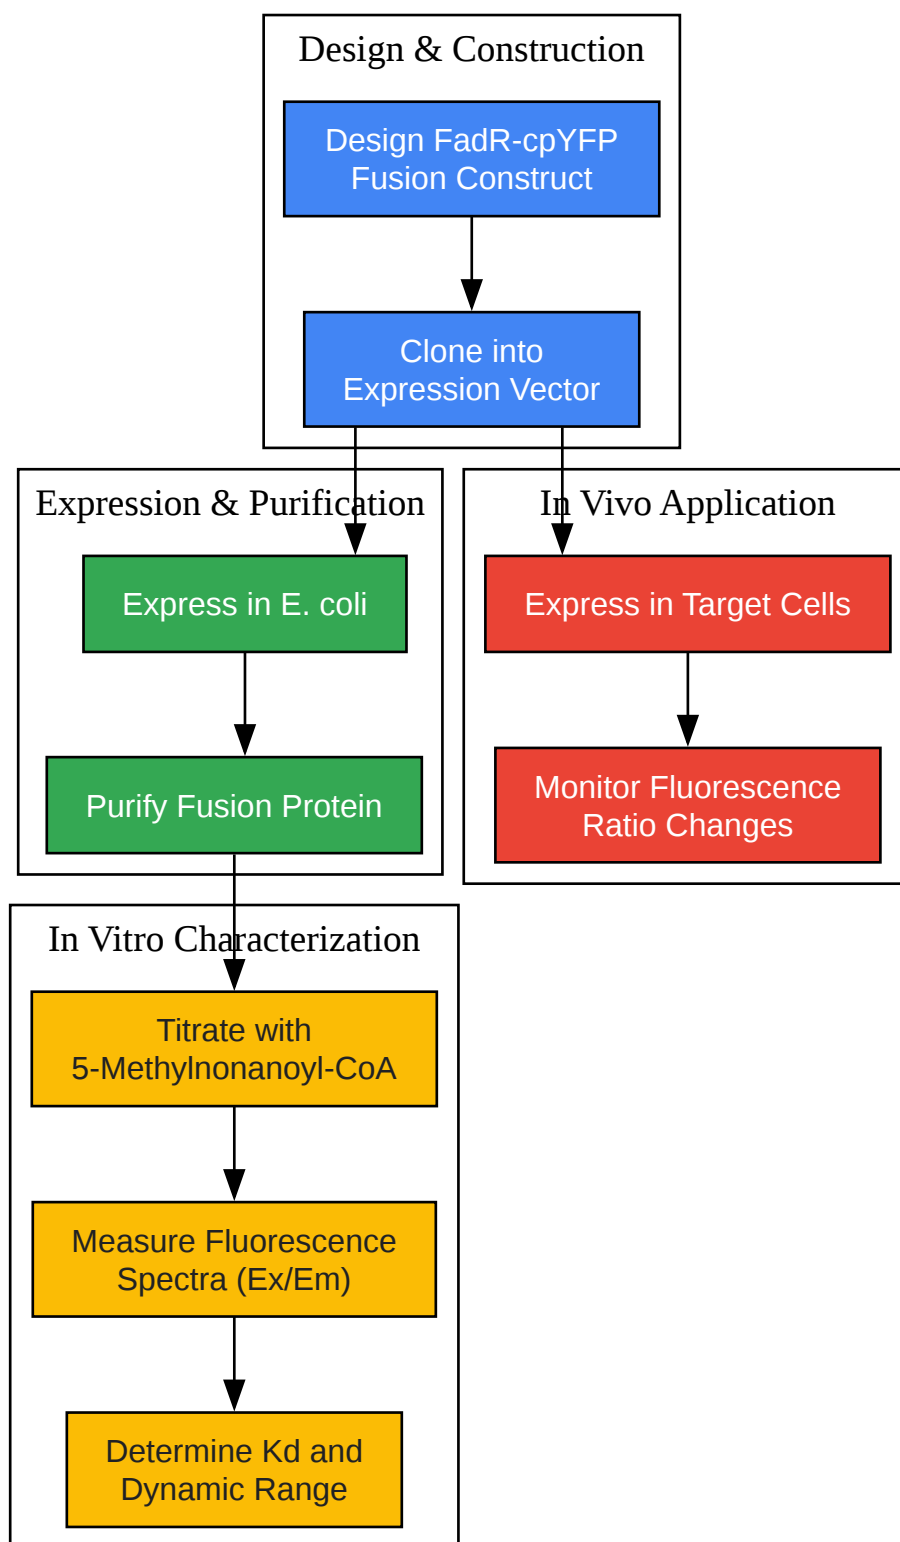 Design & Construction
Design FadR-cpYFP
Fusion Construct
Clone into
Expression Vector
Expression & Purification
Express in E. coli
Purify Fusion Protein
In Vivo Application
Express in Target Cells
Monitor Fluorescence
Ratio Changes
In Vitro Characterization
Titrate with
5-Methylnonanoyl-CoA
Measure Fluorescence
Spectra (Ex/Em)
Determine Kd and
Dynamic Range